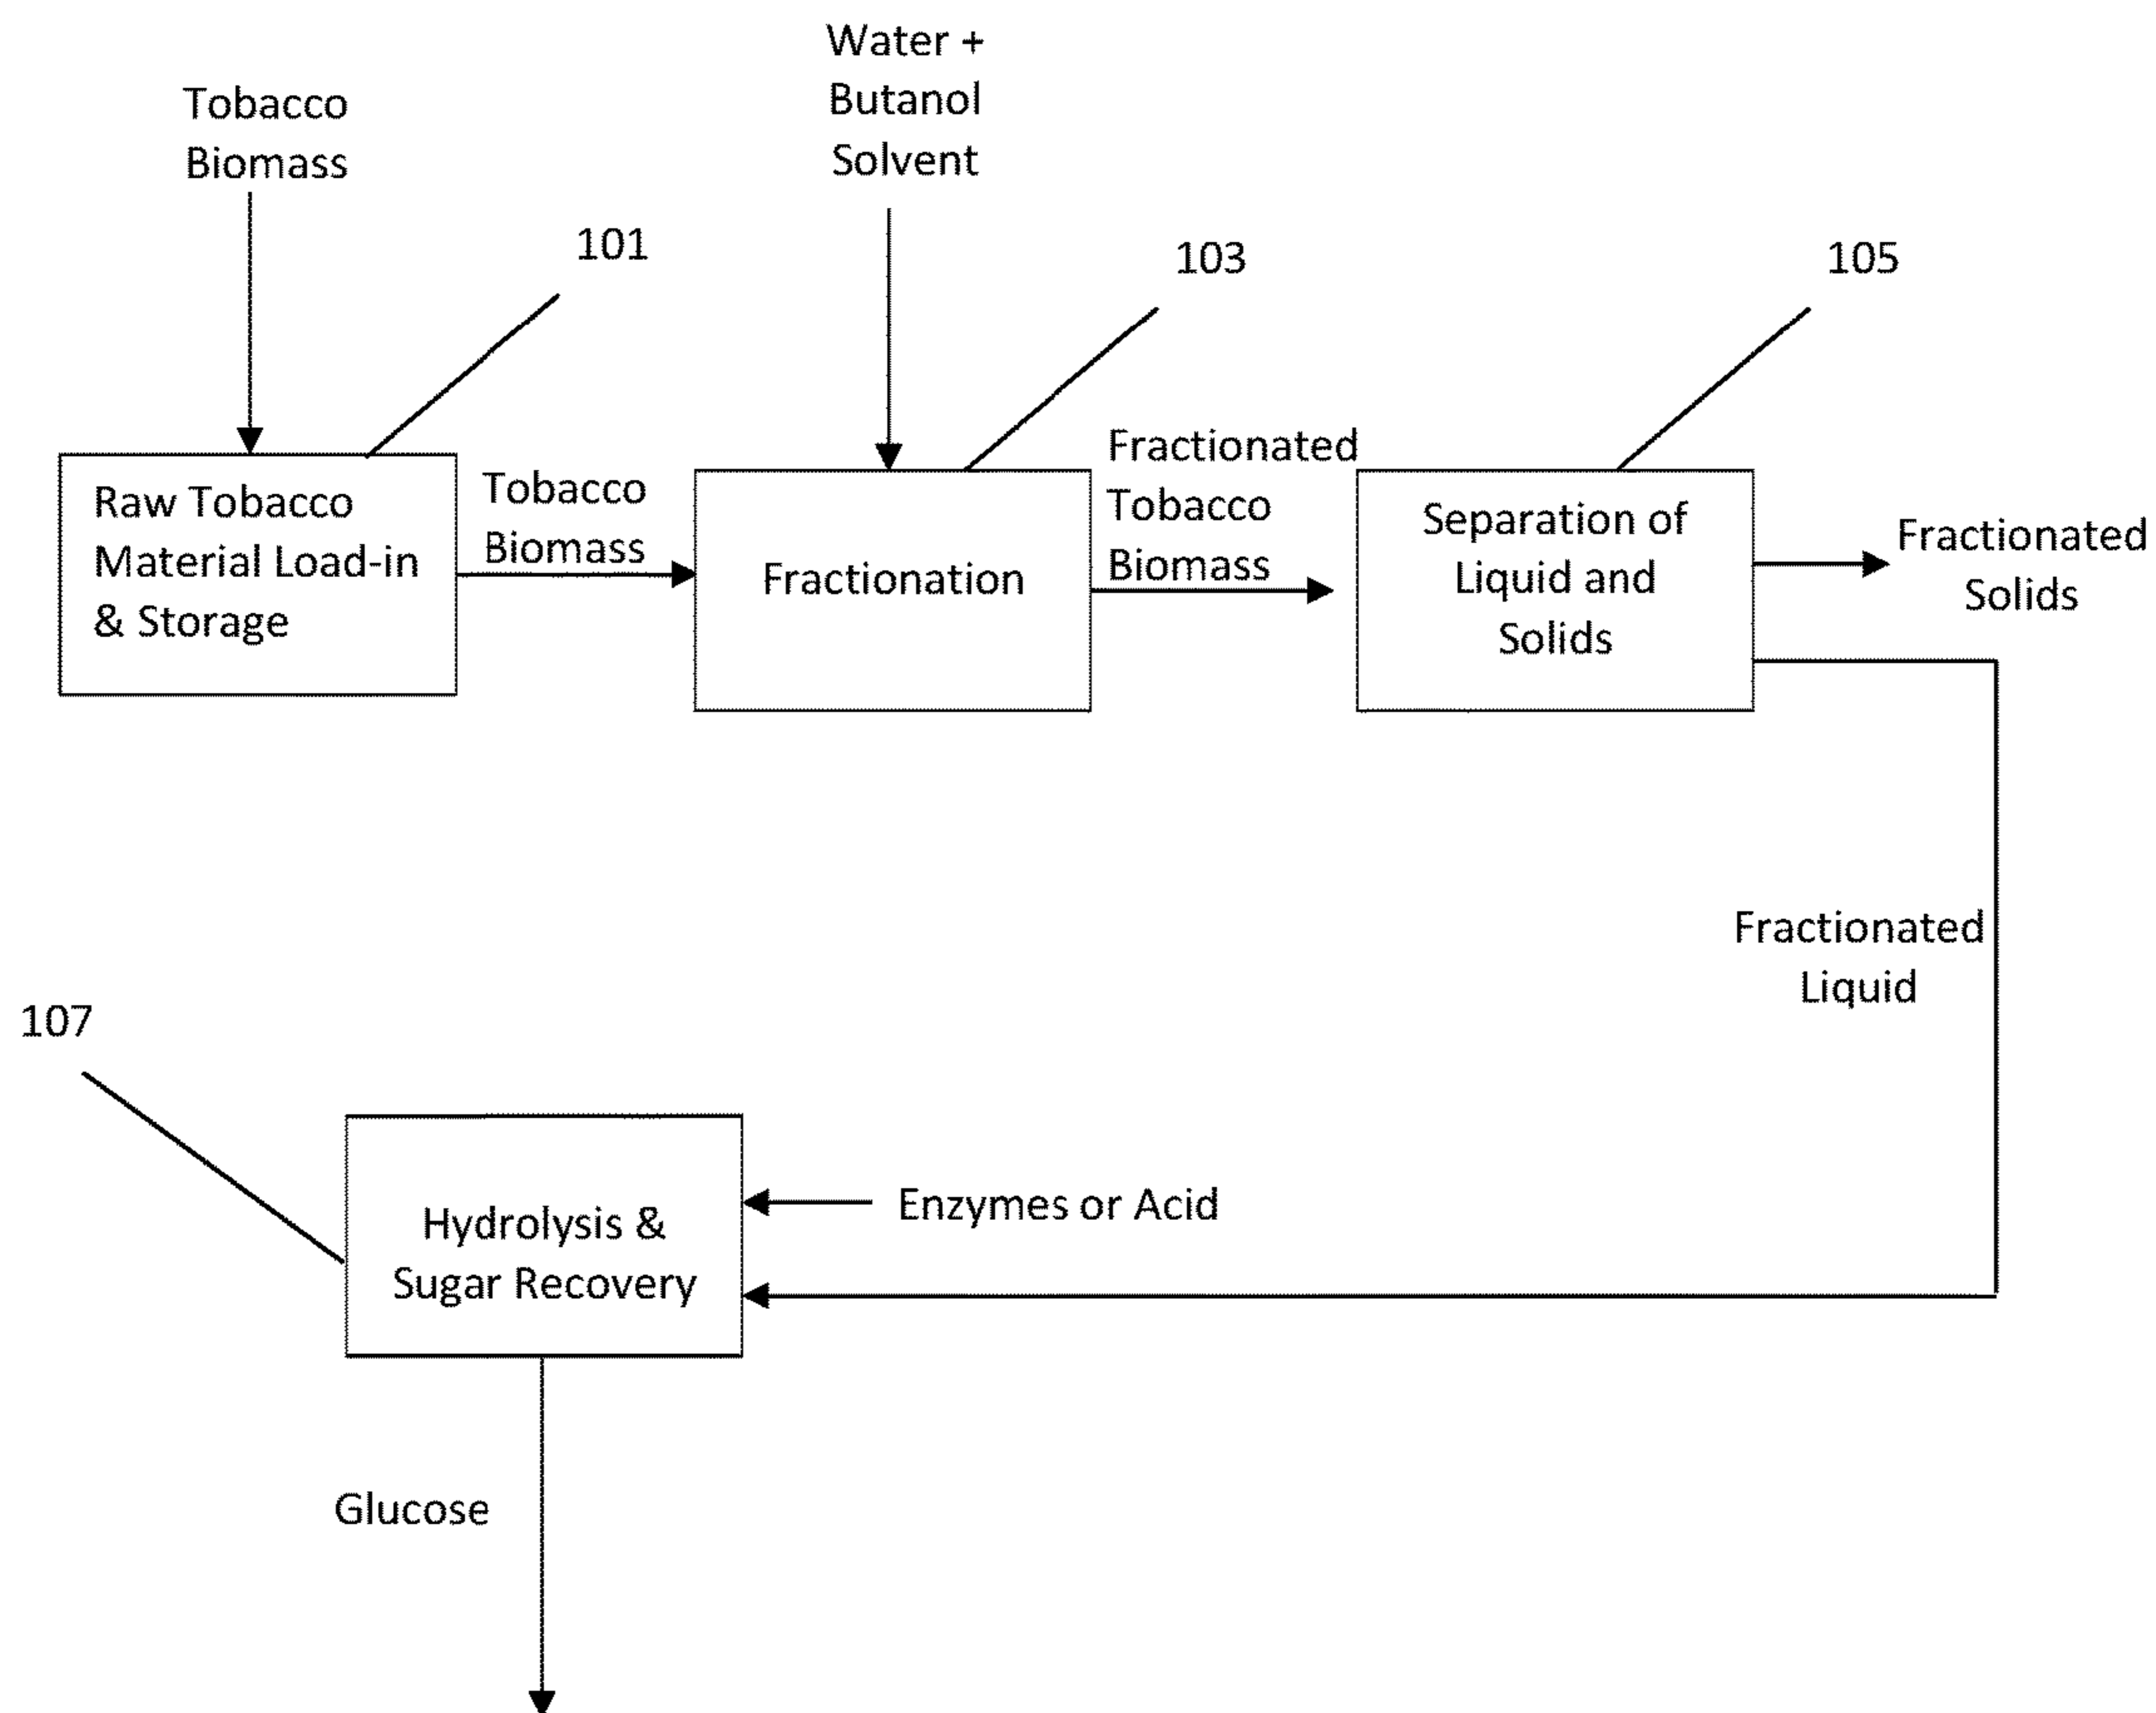 Water +
Butanol
Solvent
Tobacco
Biomass
101
103
105
Raw Tobacco
Material Load-in
& Storage
Tobacco
Biomass
Fractionation
Fractionated
Tobacco
Biomass
Separation of
Liquid and
Solids
Fractionated
Solids
Fractionated
Liquid
107
Hydrolysis &
Sugar Recovery
Enzymes or Acid
Glucose